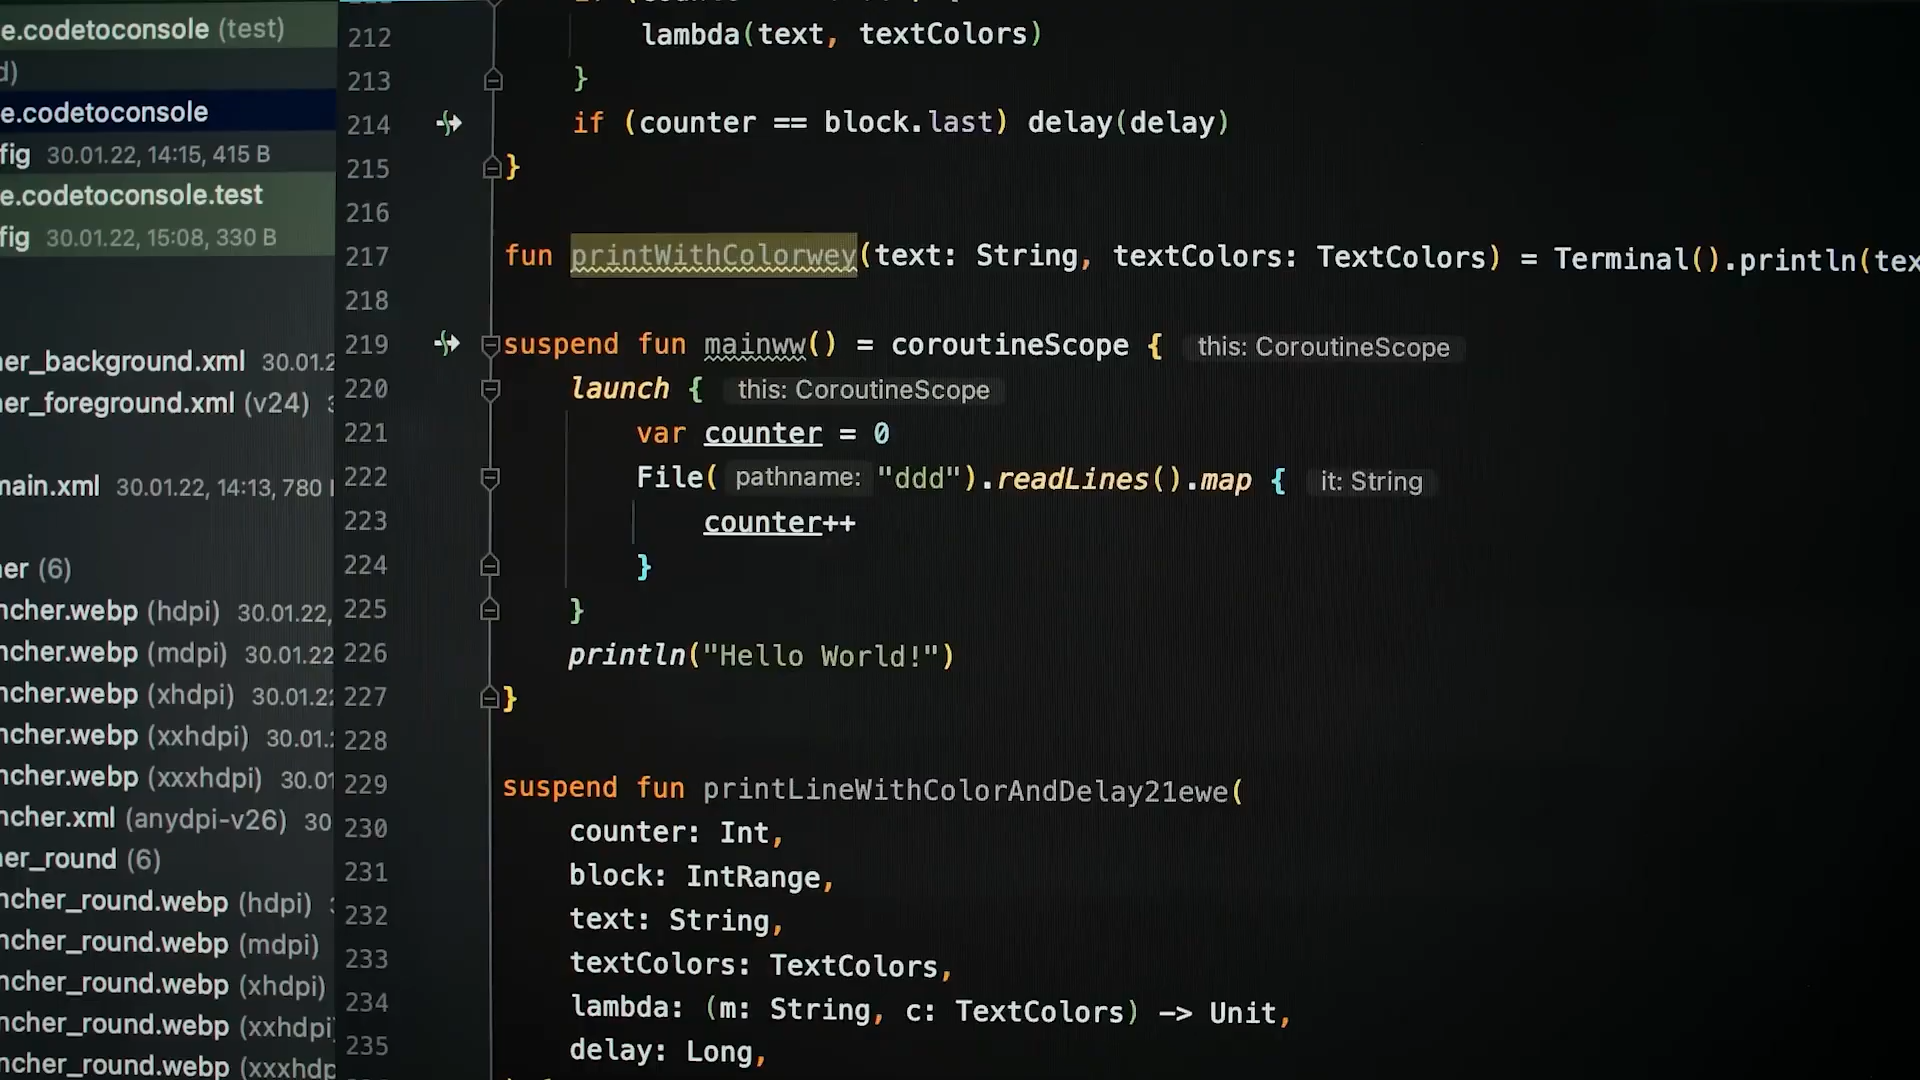 e.codetoconsole (test)
d)
e.codetoconsole
fig 30.01.22, 14:15, 415 B
e.codetoconsole.test
fig 30.01.22, 15:08, 330 B
er_background.xml 30.01.2
er_foreground.xml (v24)
main.xml 30.01.22, 14:13, 780
er (6)
ncher.webp (hdpi) 30.01.22,
ncher.webp (mdpi) 30.01.22
ncher.webp (xhdpi) 30.01.22
ncher.webp (xxhdpi) 30.01.
ncher.webp (xxxhdpi) 30.01
ncher.xml (anydpi-v26) 30
er_round (6)
ncher_round.webp (hdpi)
ncher_round.webp (mdpi)
ncher_round.webp (xhdpi)
ncher_round.webp (xxhdpi
ncher_round.webp (xxxhdp
212 lambda(text, textColors)
213 }
214 if (counter == block.last) delay(delay)
215 }
216
217 fun printWithColorwey(text: String, textColors: TextColors) = Terminal().println(tex
218
219 suspend fun mainww() = coroutineScope { this: CoroutineScope
220 launch { this: CoroutineScope
221 var counter = 0
222 File( pathname: "ddd").readLines().map { it: String
223 counter++
224 }
225 }
226 println("Hello World!")
227 }
228
229 suspend fun printLineWithColorAndDelay21ewe(
230 counter: Int,
231 block: IntRange,
232 text: String,
233 textColors: TextColors,
234 lambda: (m: String, c: TextColors) -> Unit,
235 delay: Long,